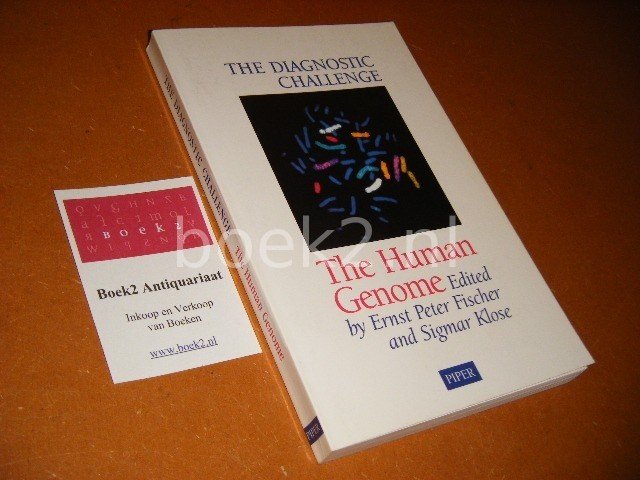 THE DIAGNOSTIC
CHALLENGE
The Human
Genome Edited
by Ernst Peter Fischer
and Sigmar Klose
PIPER
THE DIAGNOSTIC CHALLENGE
The Human Genome
PIPER
Boek2
Boek2 Antiquariaat
Inkoop en Verkoop
van Boeken
www.boek2.nl
boek2.nl